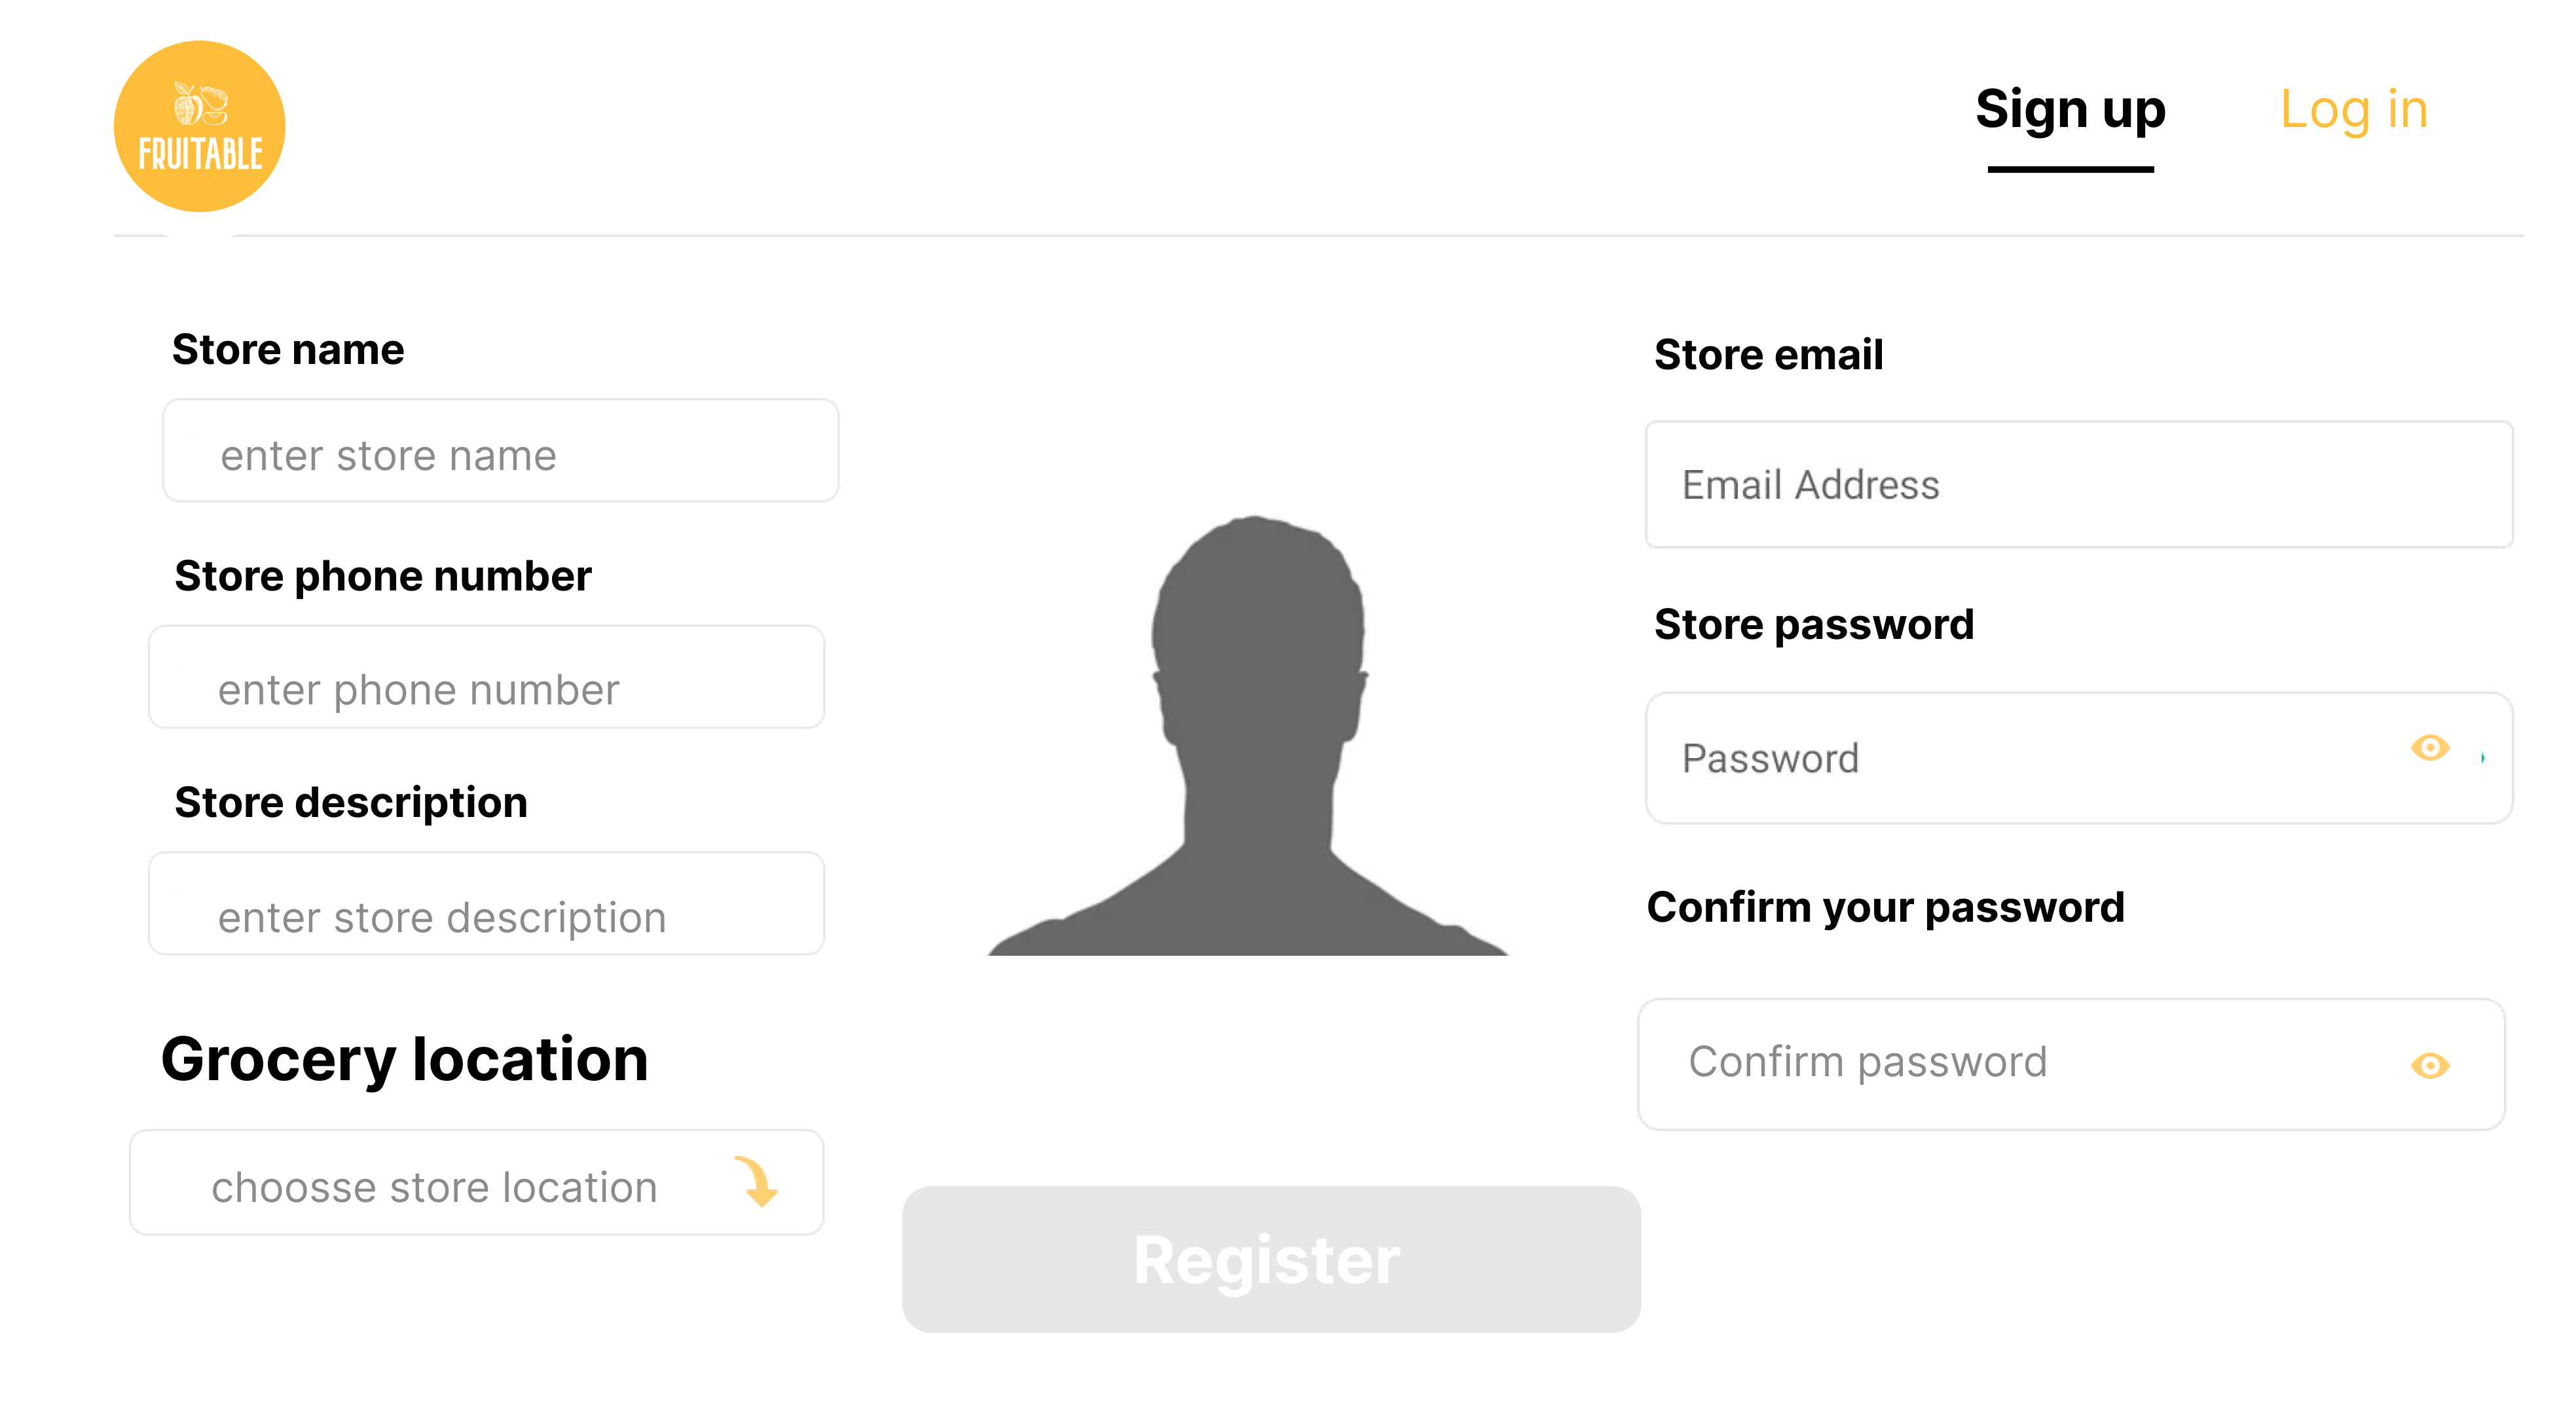 FRUITABLE
Sign up
Log in
Store name
enter store name
Store phone number
enter phone number
Store description
enter store description
Grocery location
choosse store location
Store email
Email Address
Store password
Password
Confirm your password
Confirm password
Register